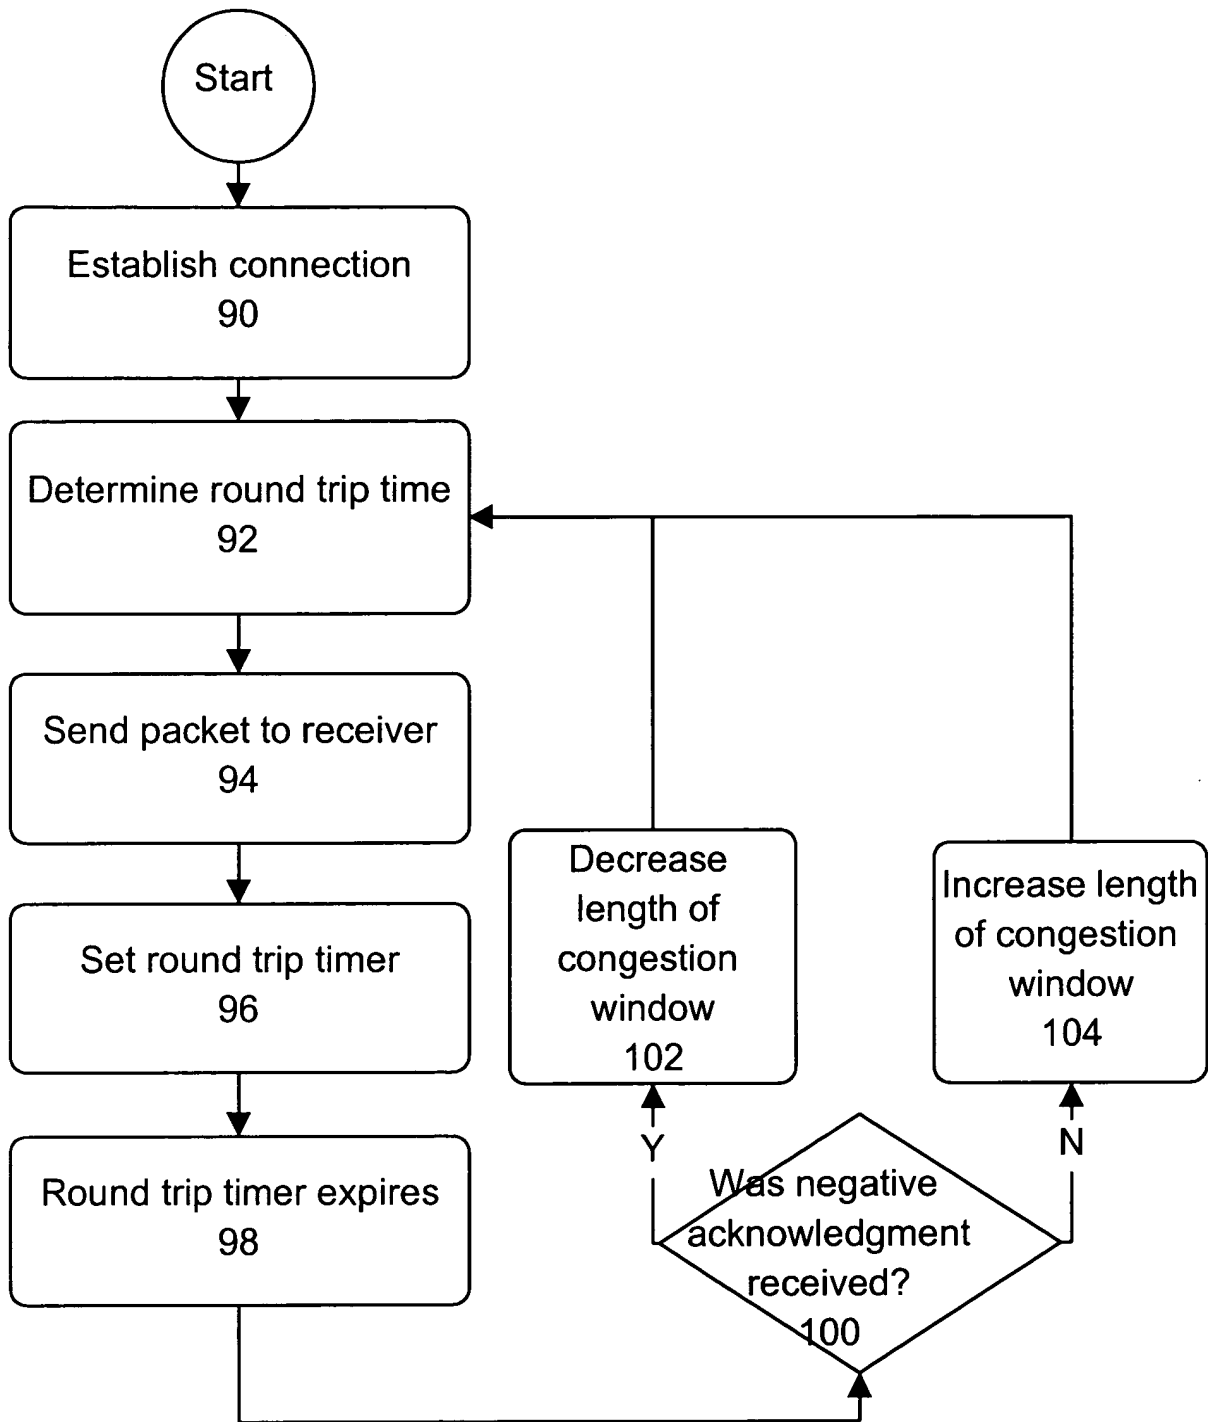 Start
Establish connection
90
Determine round trip time
92
Send packet to receiver
94
Set round trip timer
96
Round trip timer expires
98
Decrease
length of
congestion
window
102
Increase length
of congestion
window
104
Y
N
Was negative
acknowledgment
received?
100